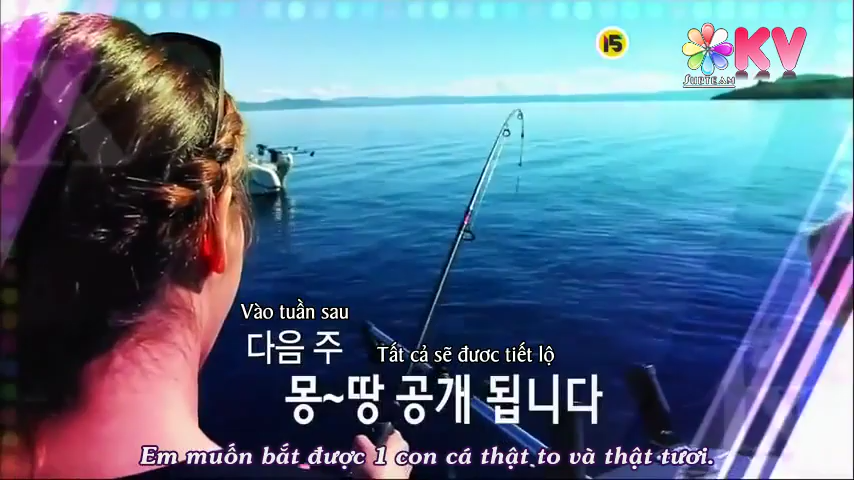 15
KV
SUBTEAM
Vào tuần sau
다음 주
Tất cả sẽ đươc tiết lộ
몽~땅 공개 됩니다
Em muốn bắt được 1 con cá thật to và thật tươi.